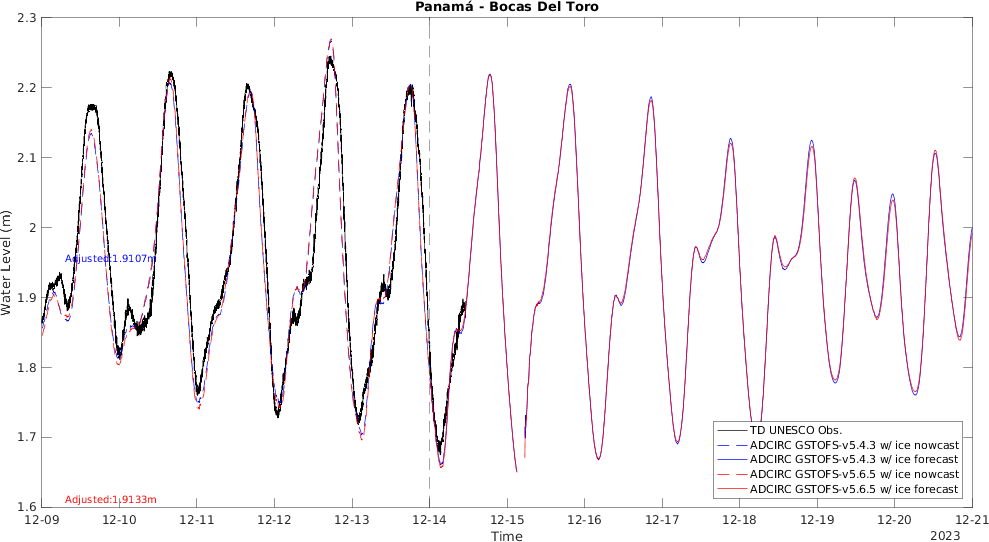 Panamá - Bocas Del Toro
2.3
2.2
2.1
2
1.9
1.8
1.7
1.6
Water Level (m)
Adjusted:1.9107m
Adjusted:1.9133m
TD UNESCO Obs.
ADCIRC GSTOFS-v5.4.3 w/ ice nowcast
ADCIRC GSTOFS-v5.4.3 w/ ice forecast
ADCIRC GSTOFS-v5.6.5 w/ ice nowcast
ADCIRC GSTOFS-v5.6.5 w/ ice forecast
12-09 12-10 12-11 12-12 12-13 12-14 12-15 12-16 12-17 12-18 12-19 12-20 12-21
Time
2023